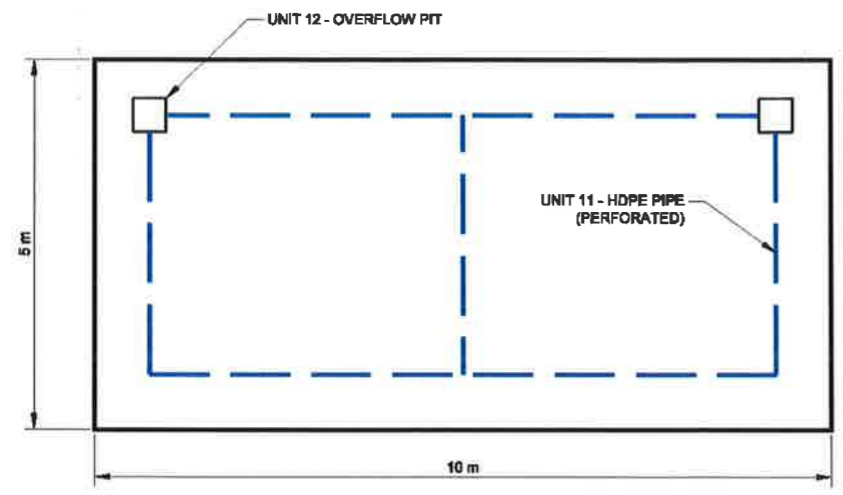 UNIT 12 - OVERFLOW PIT
UNIT 11 - HDPE PIPE
(PERFORATED)
5 m
10 m